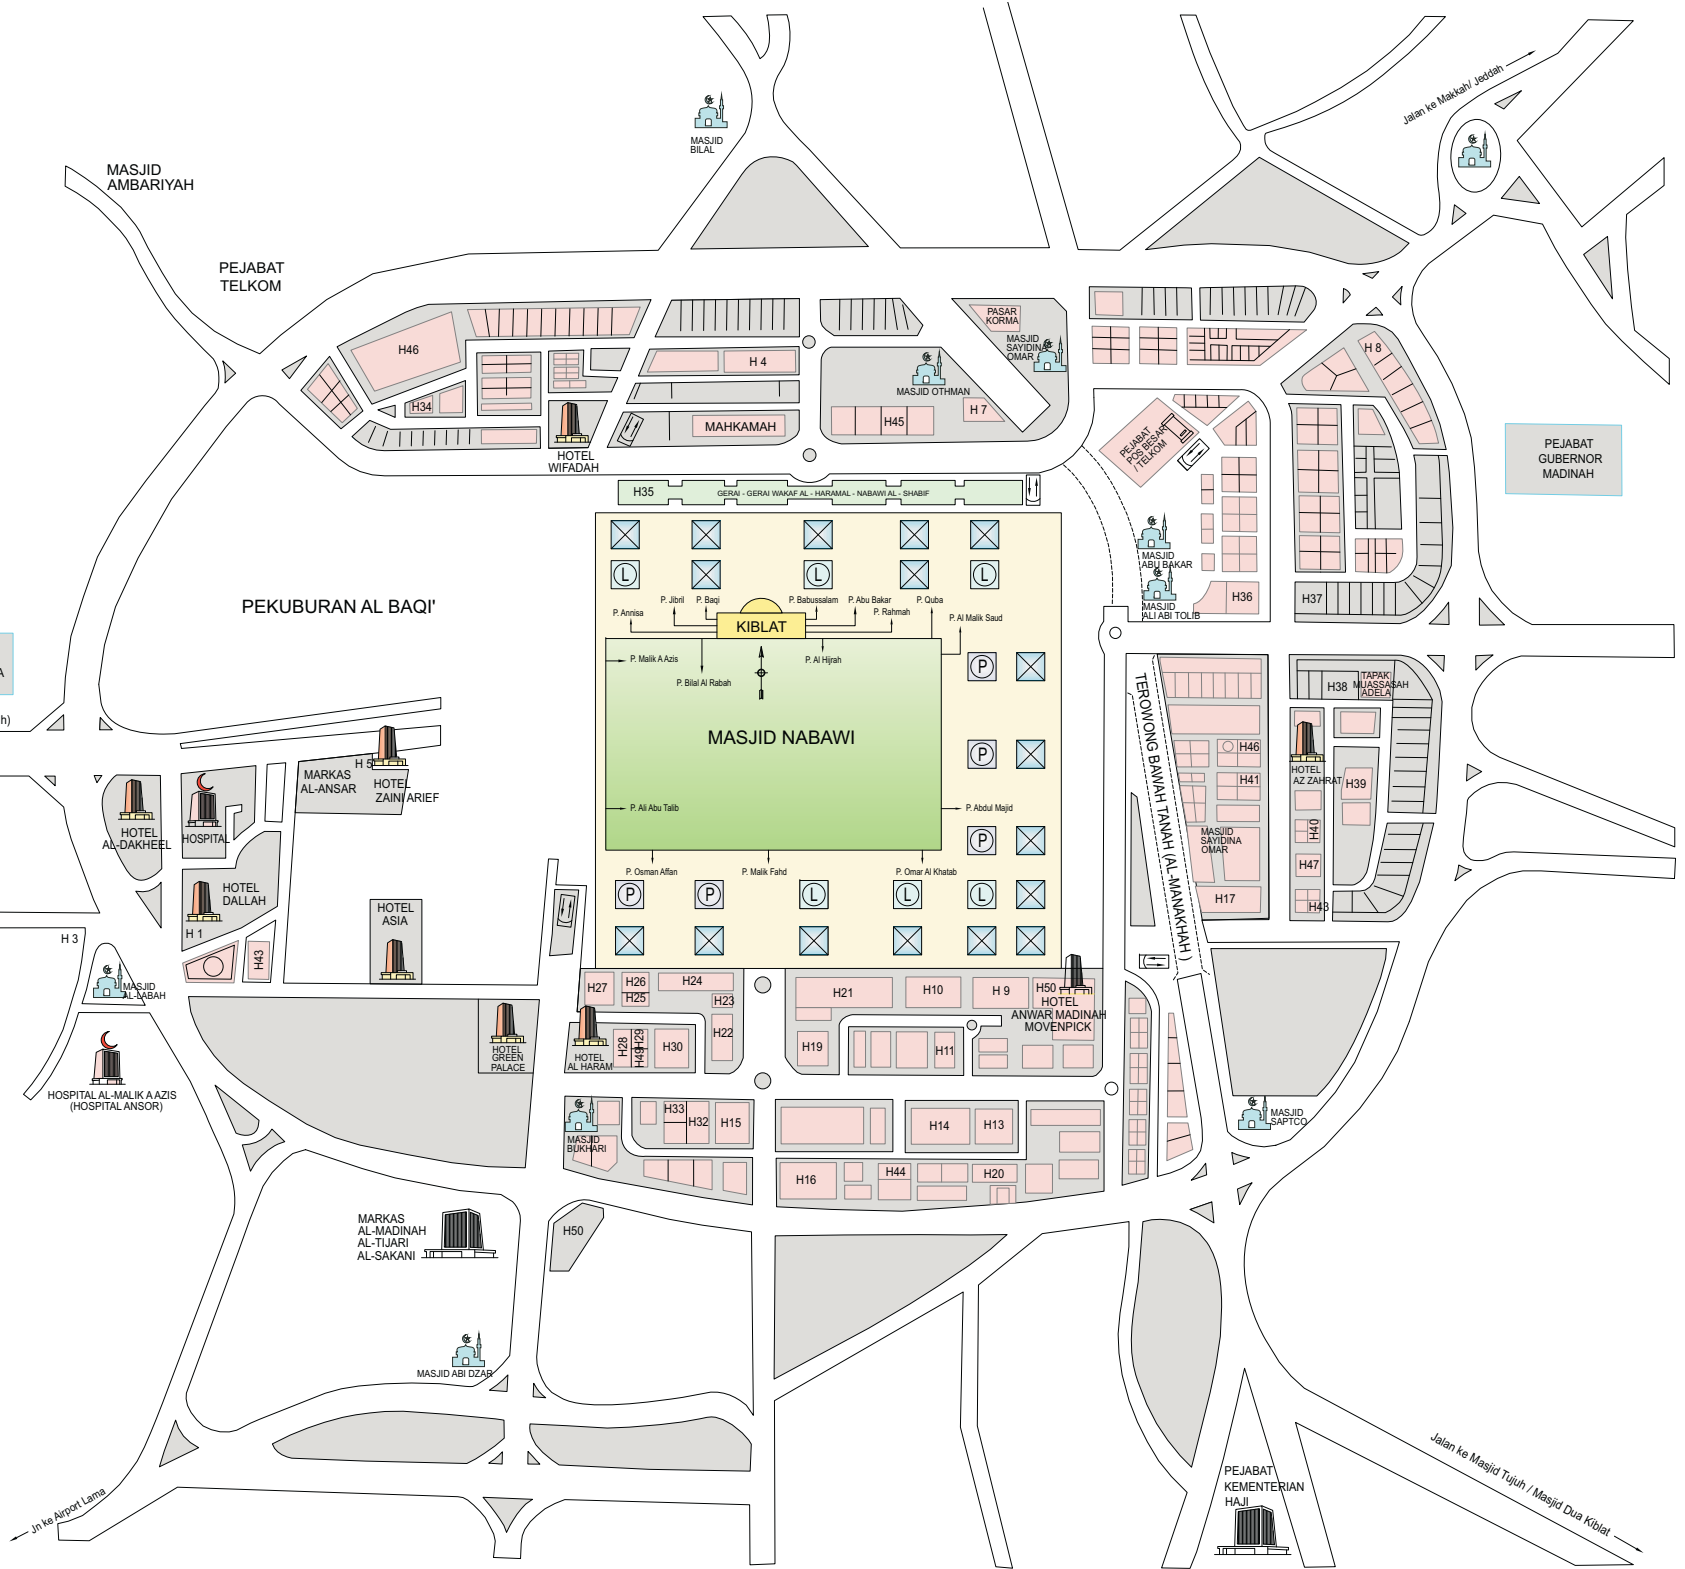 Jalan ke Makkah/ Jeddah
MASJID
BILAL
MASJID
AMBARIYAH
PEJABAT
TELKOM
PASAR
KORMA
MASJID
SAYIDINA
OMAR
H46
H 4
H 8
MASJID OTHMAN
H34
H 7
H45
MAHKAMAH
HOTEL
WIFADAH
PEJABAT
POS BESAR
/ TELKOM
PEJABAT
GUBERNOR
MADINAH
H35
GERAI - GERAI WAKAF AL - HARAMAL - NABAWI AL - SHABIF
L
L
L
MASJID
ABU BAKAR
MASJID
ALI ABI TOLIB
H36
H37
PEKUBURAN AL BAQI'
P. Annisa
P. Jibril
P. Baqi
P. Babussalam
P. Abu Bakar
P. Rahmah
P. Quba
P. Al Malik Saud
KIBLAT
P. Malik A Azis
P. Bilal Al Rabah
P. Al Hijrah
P
MASJID NABAWI
P
P. Ali Abu Talib
P. Abdul Majid
P
P. Osman Affan
P. Malik Fahd
P. Omar Al Khatab
P
P
L
L
L
A
h)
TEROWONG BAWAH TANAH (AL-MANAKHAH )
H38
TAPAK
MUASSASAH
ADELA
H46
H41
HOTEL
AZ ZAHRAT
H39
MASJID
SAYIDINA
OMAR
H40
H47
H17
H43
H 5
MARKAS
AL-ANSAR
HOTEL
ZAINI ARIEF
HOTEL
AL-DAKHEEL
HOSPITAL
HOTEL
DALLAH
H 1
HOTEL
ASIA
H 3
H43
MASJID
AL-LABAH
HOSPITAL AL-MALIK A AZIS
(HOSPITAL ANSOR)
HOTEL
GREEN
PALACE
H27
H26
H25
H24
H23
H22
HOTEL
AL HARAM
H28
H29
H49
H30
H21
H10
H 9
H50
HOTEL
ANWAR MADINAH
MOVENPICK
H19
H11
MASJID
BUKHARI
H33
H32
H15
H14
H13
H16
H44
H20
MASJID
SAPTCO
MARKAS
AL-MADINAH
AL-TIJARI
AL-SAKANI
H50
MASJID ABI DZAR
Jn ke Airport Lama
PEJABAT
KEMENTERIAN
HAJI
Jalan ke Masjid Tujuh / Masjid Dua Kiblat